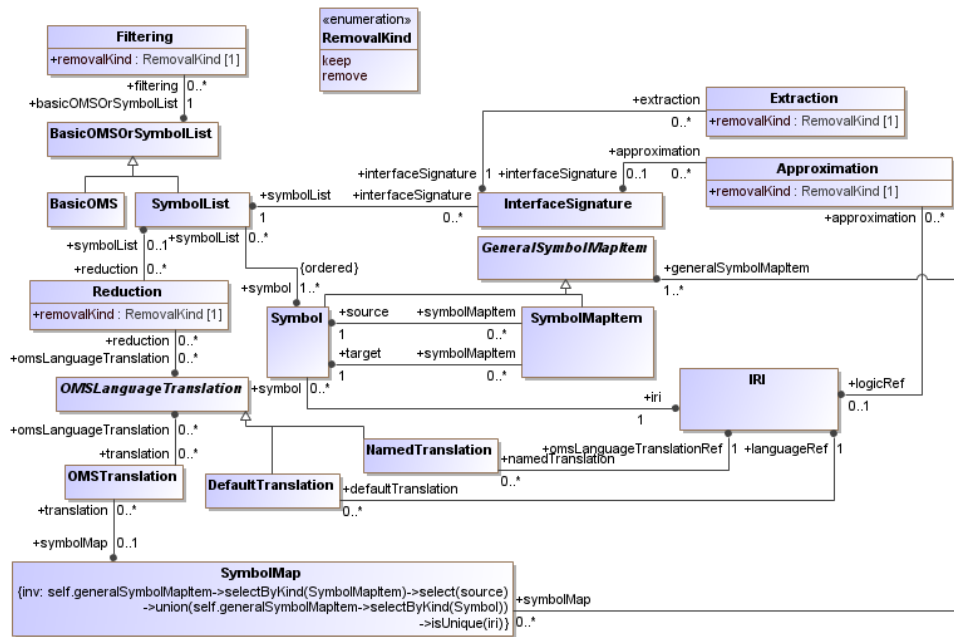 Filtering
+removalKind : RemovalKind [1]
«enumeration»
RemovalKind
keep
remove
+filtering 0..*
+basicOMSOrSymbolList 1
BasicOMSOrSymbolList
BasicOMS
SymbolList
+extraction
0..*
Extraction
+removalKind : RemovalKind [1]
+approximation
0..*
Approximation
+removalKind : RemovalKind [1]
+interfaceSignature 1
+interfaceSignature 0..1
+symbolList
1
+interfaceSignature
0..*
InterfaceSignature
+approximation 0..*
+symbolList 0..1
+symbolList 0..*
+reduction 0..*
GeneralSymbolMapItem
+generalSymbolMapItem
1..*
{ordered}
+symbol 1..*
Reduction
+removalKind : RemovalKind [1]
Symbol
+source
1
+symbolMapItem
0..*
SymbolMapItem
+target
1
+symbolMapItem
0..*
+reduction 0..*
+omsLanguageTranslation 0..*
OMSLanguageTranslation
+symbol 0..*
+iri
1
IRI
+logicRef
0..1
+omsLanguageTranslation 0..*
+translation 0..*
NamedTranslation
+omsLanguageTranslationRef 1
+languageRef 1
+namedTranslation
0..*
OMSTranslation
DefaultTranslation
+defaultTranslation
0..*
+translation 0..*
+symbolMap 0..1
SymbolMap
{inv: self.generalSymbolMapItem->selectByKind(SymbolMapItem)->select(source)
->union(self.generalSymbolMapItem->selectByKind(Symbol))
->isUnique(iri)}
+symbolMap
0..*